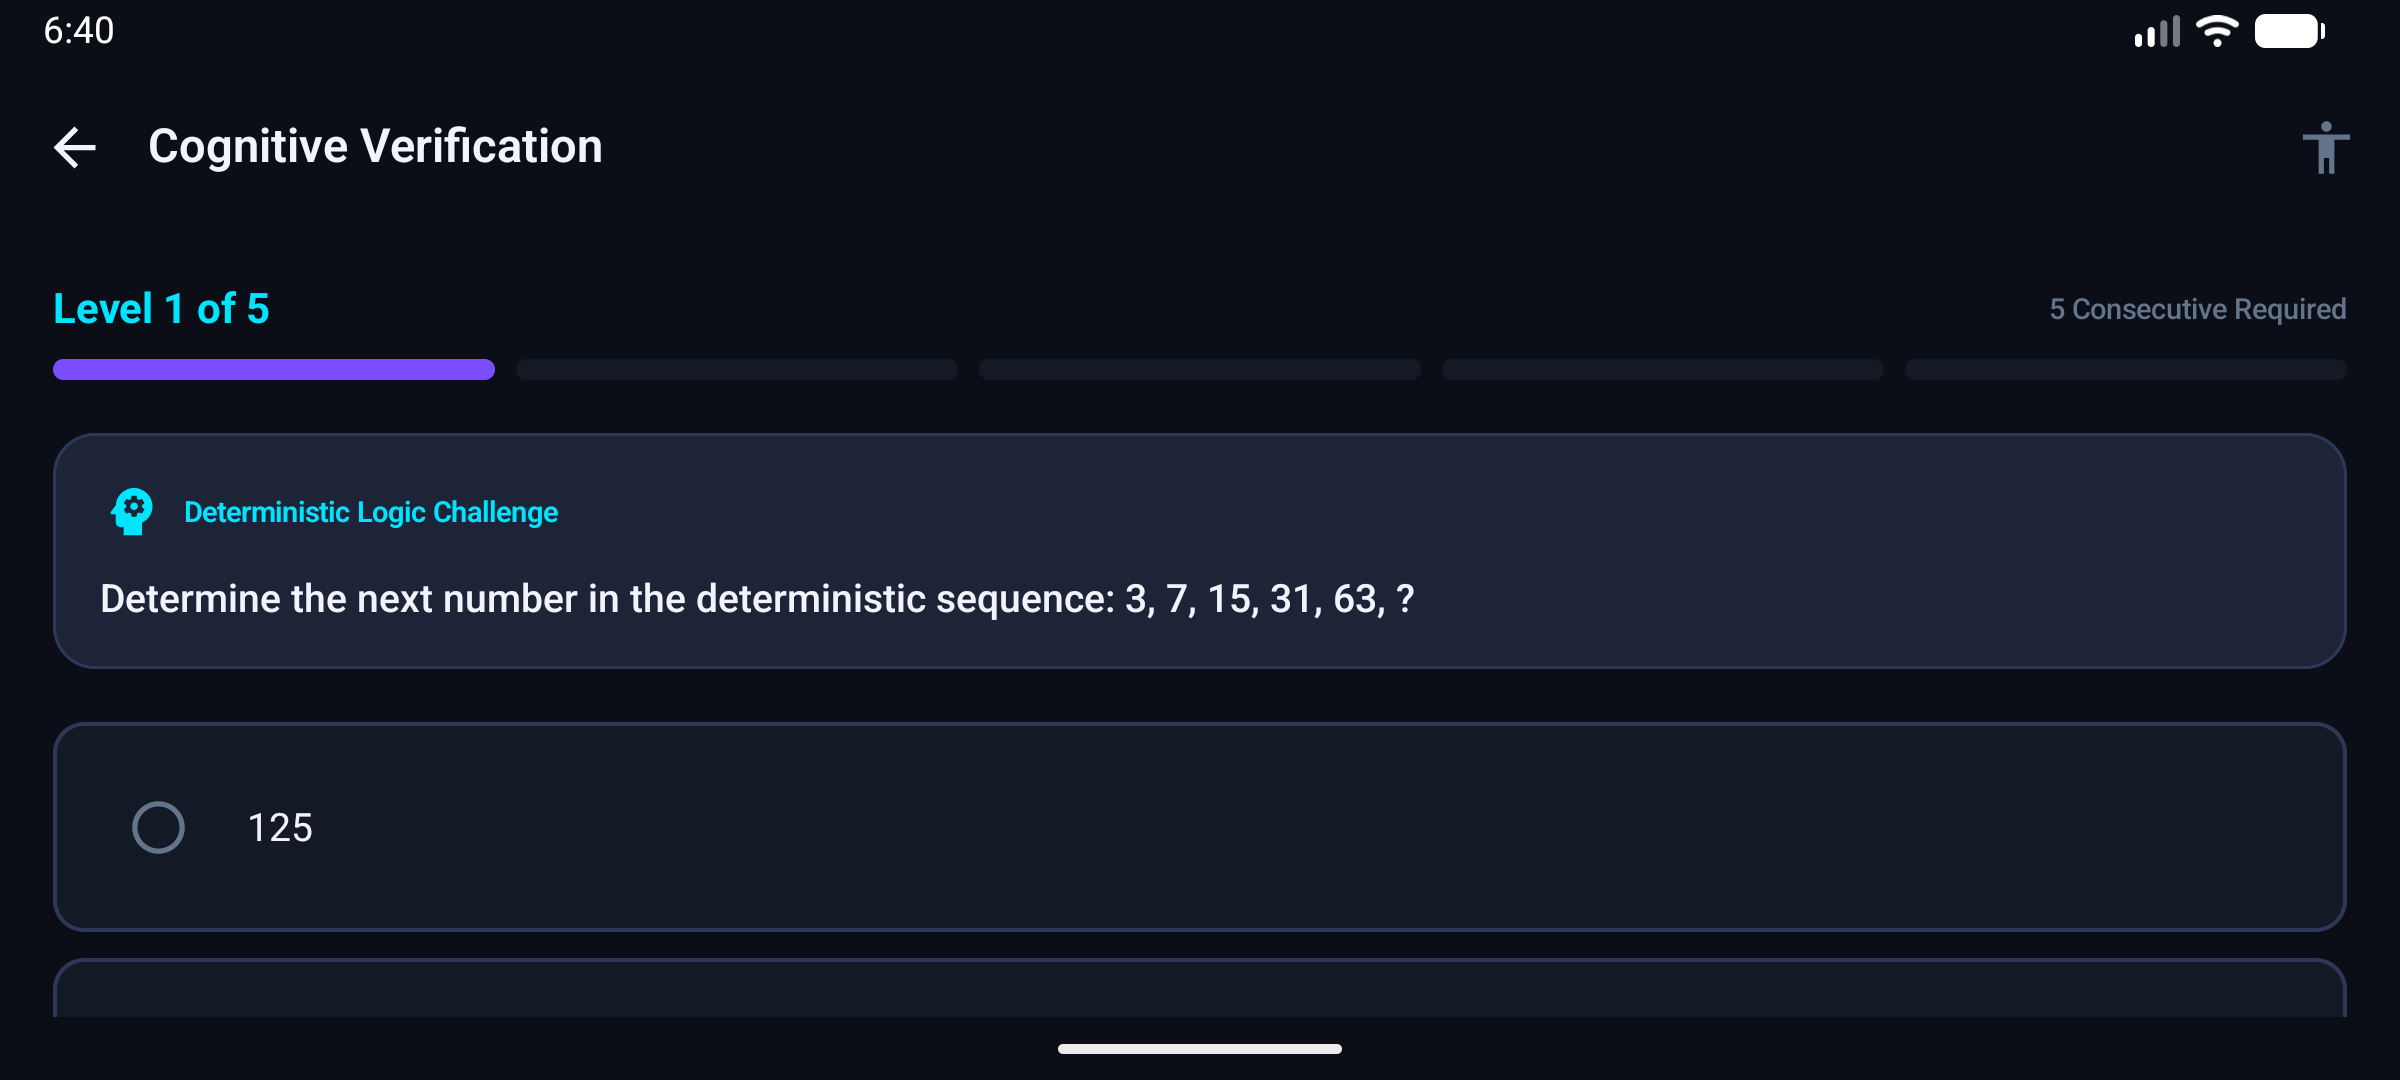 6:40
Cognitive Verification
Level 1 of 5
5 Consecutive Required
Deterministic Logic Challenge
Determine the next number in the deterministic sequence: 3, 7, 15, 31, 63, ?
125